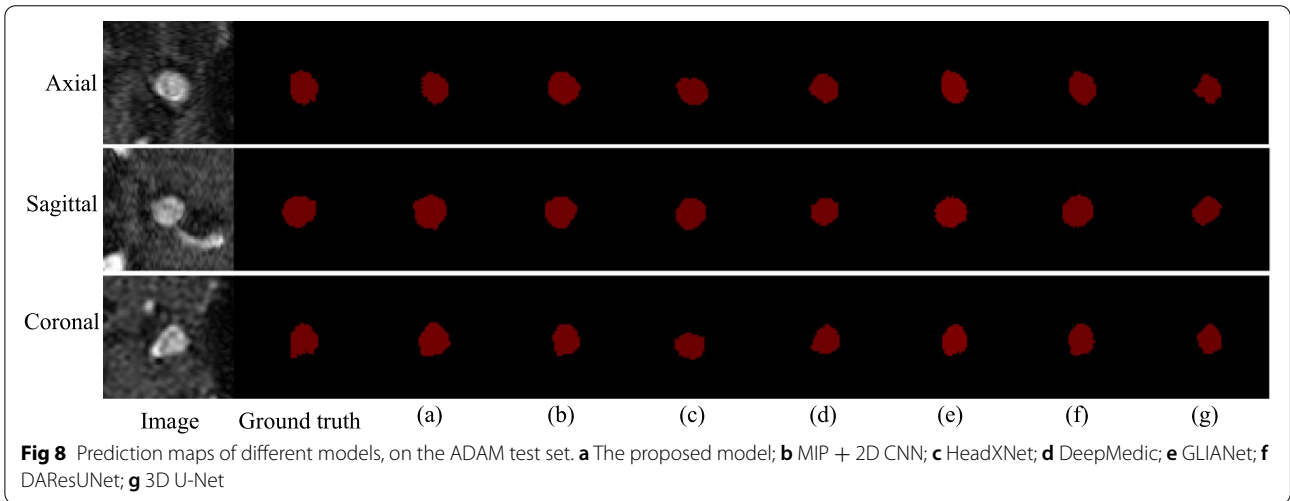 Axial
Sagittal
Coronal
Image Ground truth (a) (b) (c) (d) (e) (f) (g)
Fig 8 Prediction maps of different models, on the ADAM test set. a The proposed model; b MIP + 2D CNN; c HeadXNet; d DeepMedic; e GLIANet; f
DAResUNet; g 3D U-Net